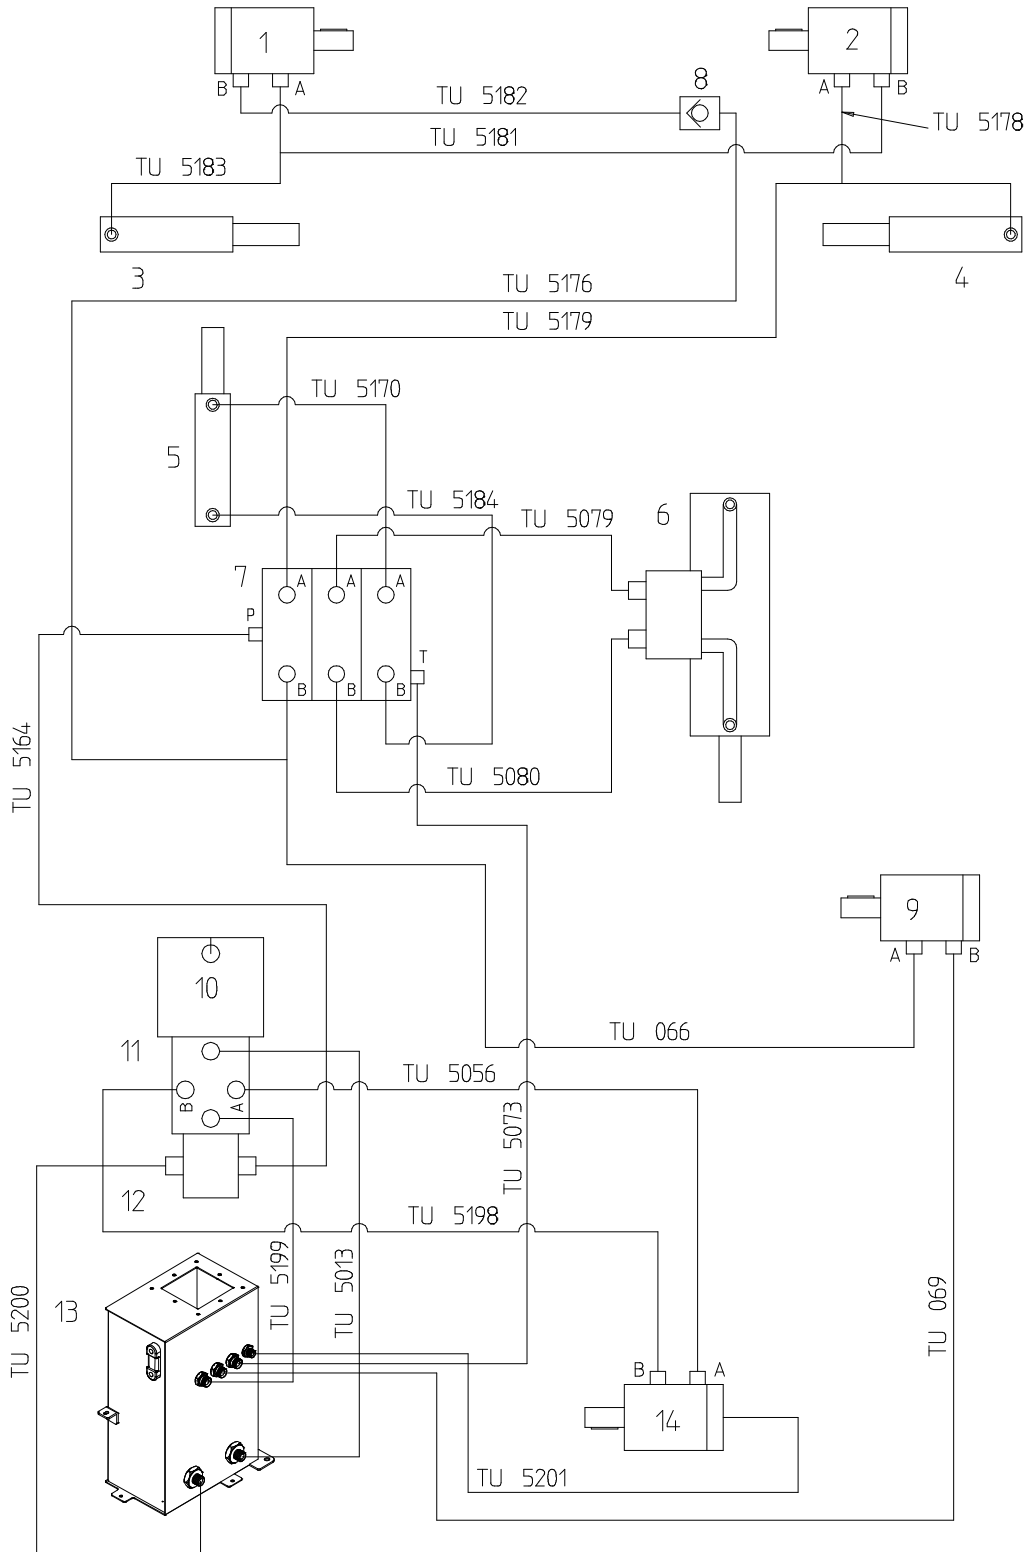 1
2
B
A
A
B
8
TU 5182
TU 5178
TU 5181
TU 5183
3
4
TU 5176
TU 5179
TU 5170
5
TU 5184
TU 5079
6
7
A
A
A
P
T
B
B
B
TU 5164
TU 5080
9
A
B
10
TU 066
11
TU 5056
B
A
TU 5073
12
TU 5198
TU 5199
TU 5013
TU 5200
13
TU 069
B
A
14
TU 5201